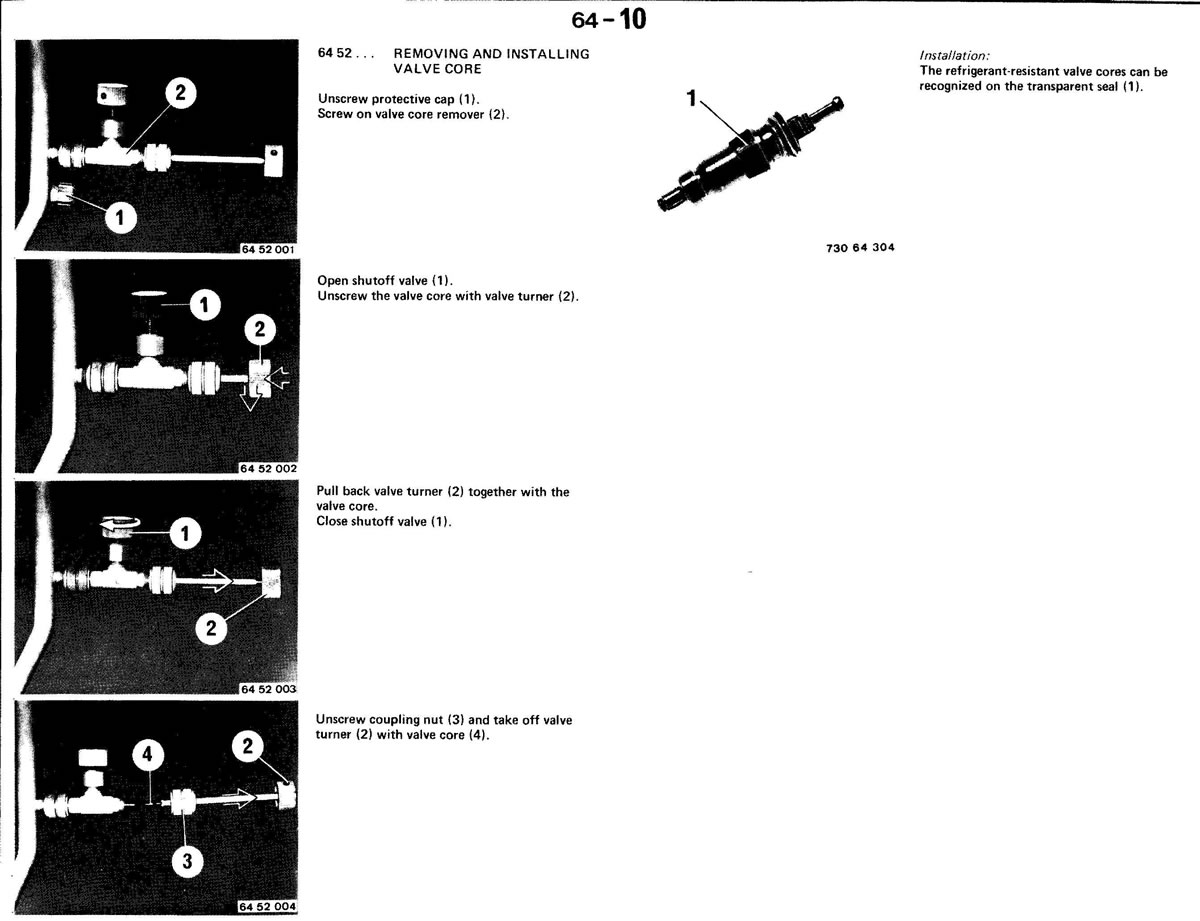 64-10
64 52 . . . REMOVING AND INSTALLING
VALVE CORE
Unscrew protective cap (1).
Screw on valve core remover (2).
2
1
64 52 001
Open shutoff valve (1).
Unscrew the valve core with valve turner (2).
1
2
64 52 002
Pull back valve turner (2) together with the
valve core.
Close shutoff valve (1).
1
2
64 52 003
Unscrew coupling nut (3) and take off valve
turner (2) with valve core (4).
4
2
3
64 52 004
1
730 64 304
Installation:
The refrigerant-resistant valve cores can be
recognized on the transparent seal (1).